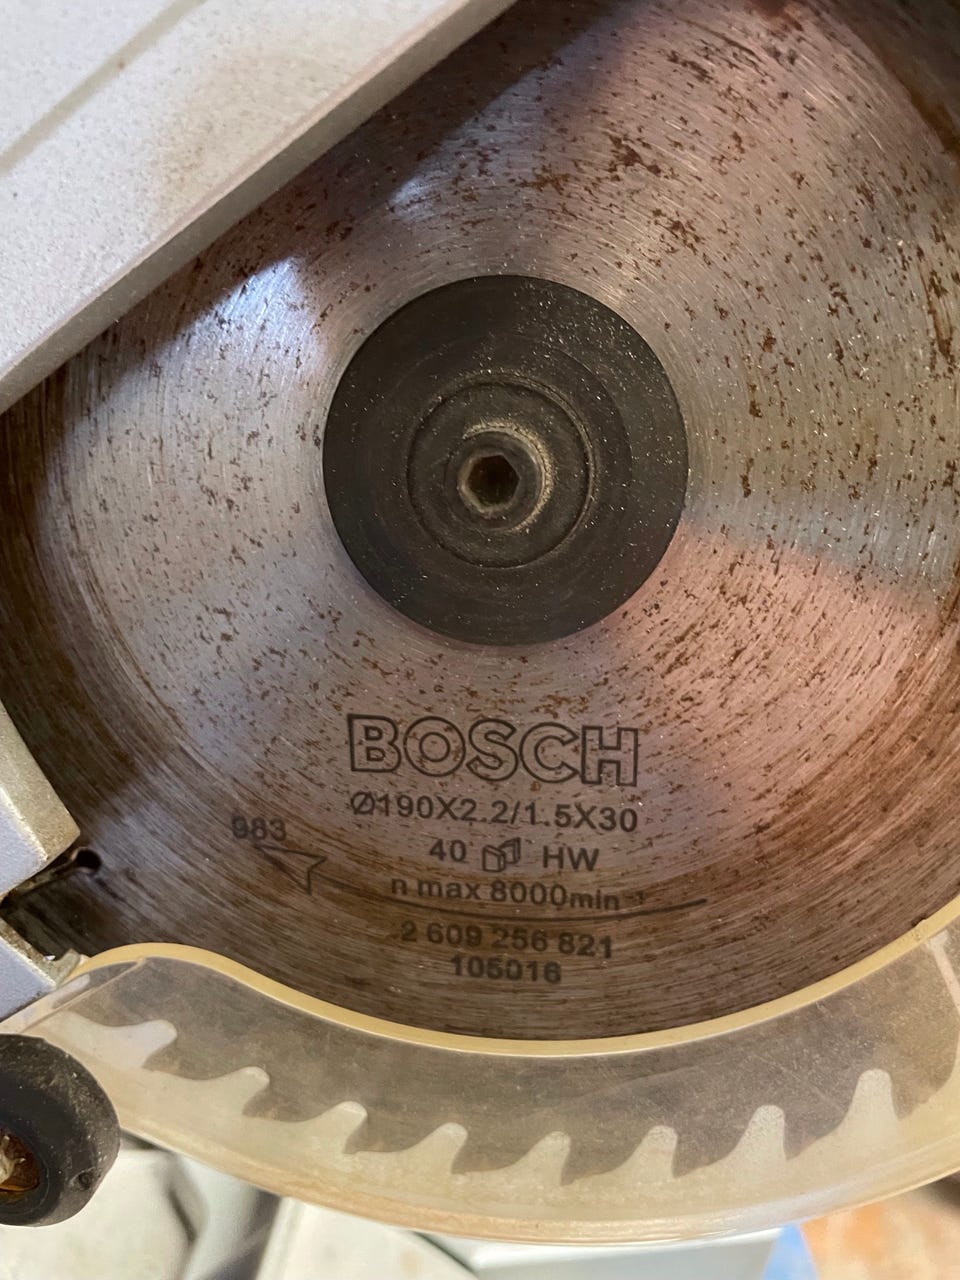 BOSCH
Ø190X2.2/1.5X30
983
40 HW
n max 8000min⁻¹
2 609 256 821
105016